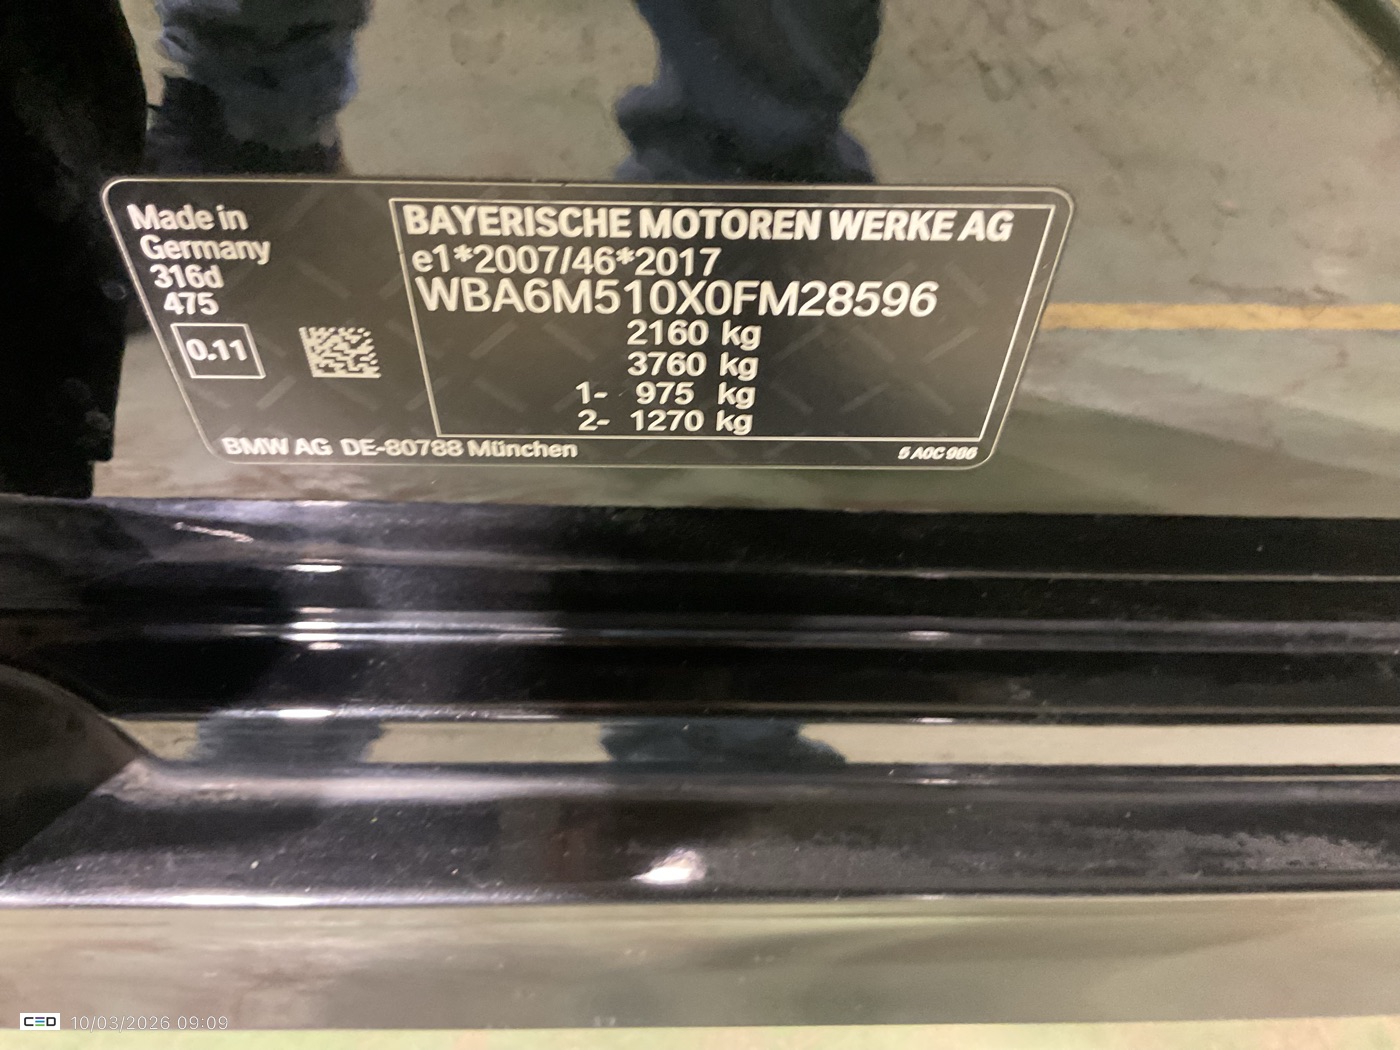 Made in
Germany
316d
475
0.11
BAYERISCHE MOTOREN WERKE AG
e1*2007/46*2017
WBA6M510X0FM28596
2160 kg
3760 kg
1- 975 kg
2- 1270 kg
BMW AG DE-80788 München
5 A0C 906
CED 10/03/2026 09:09